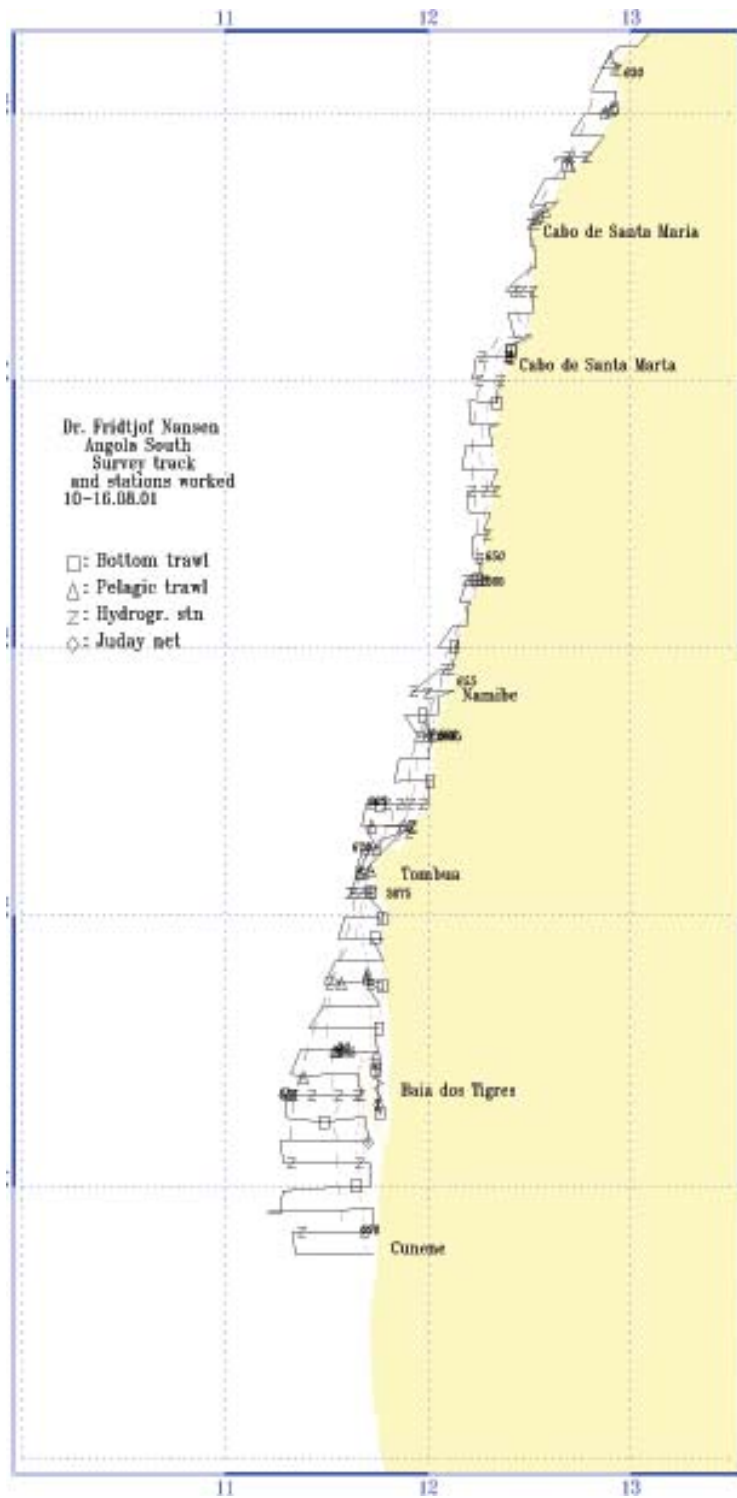 11 12 13
Cabo de Santa Maria
Cabo de Santa Marta
Dr. Fridtjof Nansen
Angola South
Survey track
and stations worked
10-16.08.01
□: Bottom trawl
△: Pelagic trawl
Z: Hydrogr. stn
◇: Juday net
650
Namibe
Tombua
Baia dos Tigres
Cunene
11 12 13